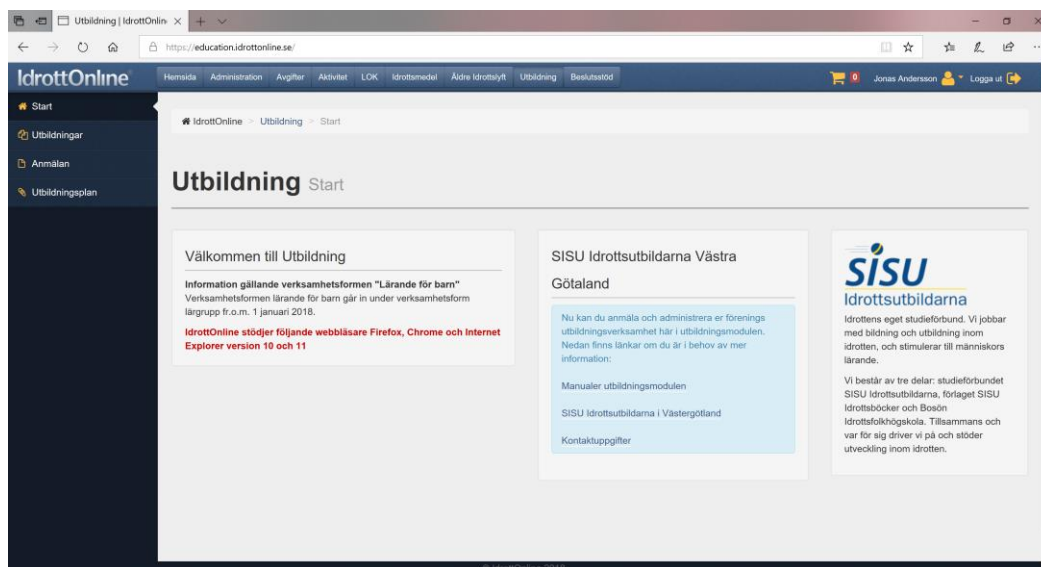 Utbildning | IdrottOnlin
https://education.idrottonline.se/
IdrottOnline
Hemsida Administration Avgifter Aktivitet LOK Idrottsmedel Äldre Idrottslyft Utbildning Beslutsstöd
0 Jonas Andersson Logga ut
Start
Utbildningar
Anmälan
Utbildningsplan
IdrottOnline > Utbildning > Start
Utbildning Start
Välkommen till Utbildning
Information gällande verksamhetsformen "Lärande för barn"
Verksamhetsformen lärande för barn går in under verksamhetsform
lärgrupp fr.o.m. 1 januari 2018.
IdrottOnline stödjer följande webbläsare Firefox, Chrome och Internet
Explorer version 10 och 11
SISU Idrottsutbildarna Västra
Götaland
Nu kan du anmäla och administrera er förenings
utbildningsverksamhet här i utbildningsmodulen.
Nedan finns länkar om du är i behov av mer
information:
Manualer utbildningsmodulen
SISU Idrottsutbildarna i Västergötland
Kontaktuppgifter
SISU
Idrottsutbildarna
Idrottens eget studieförbund. Vi jobbar
med bildning och utbildning inom
idrotten, och stimulerar till människors
lärande.
Vi består av tre delar: studieförbundet
SISU Idrottsutbildarna, förlaget SISU
Idrottsböcker och Bosön
Idrottsfolkhögskola. Tillsammans och
var för sig driver vi på och stöder
utveckling inom idrotten.
© IdrottOnline 2018